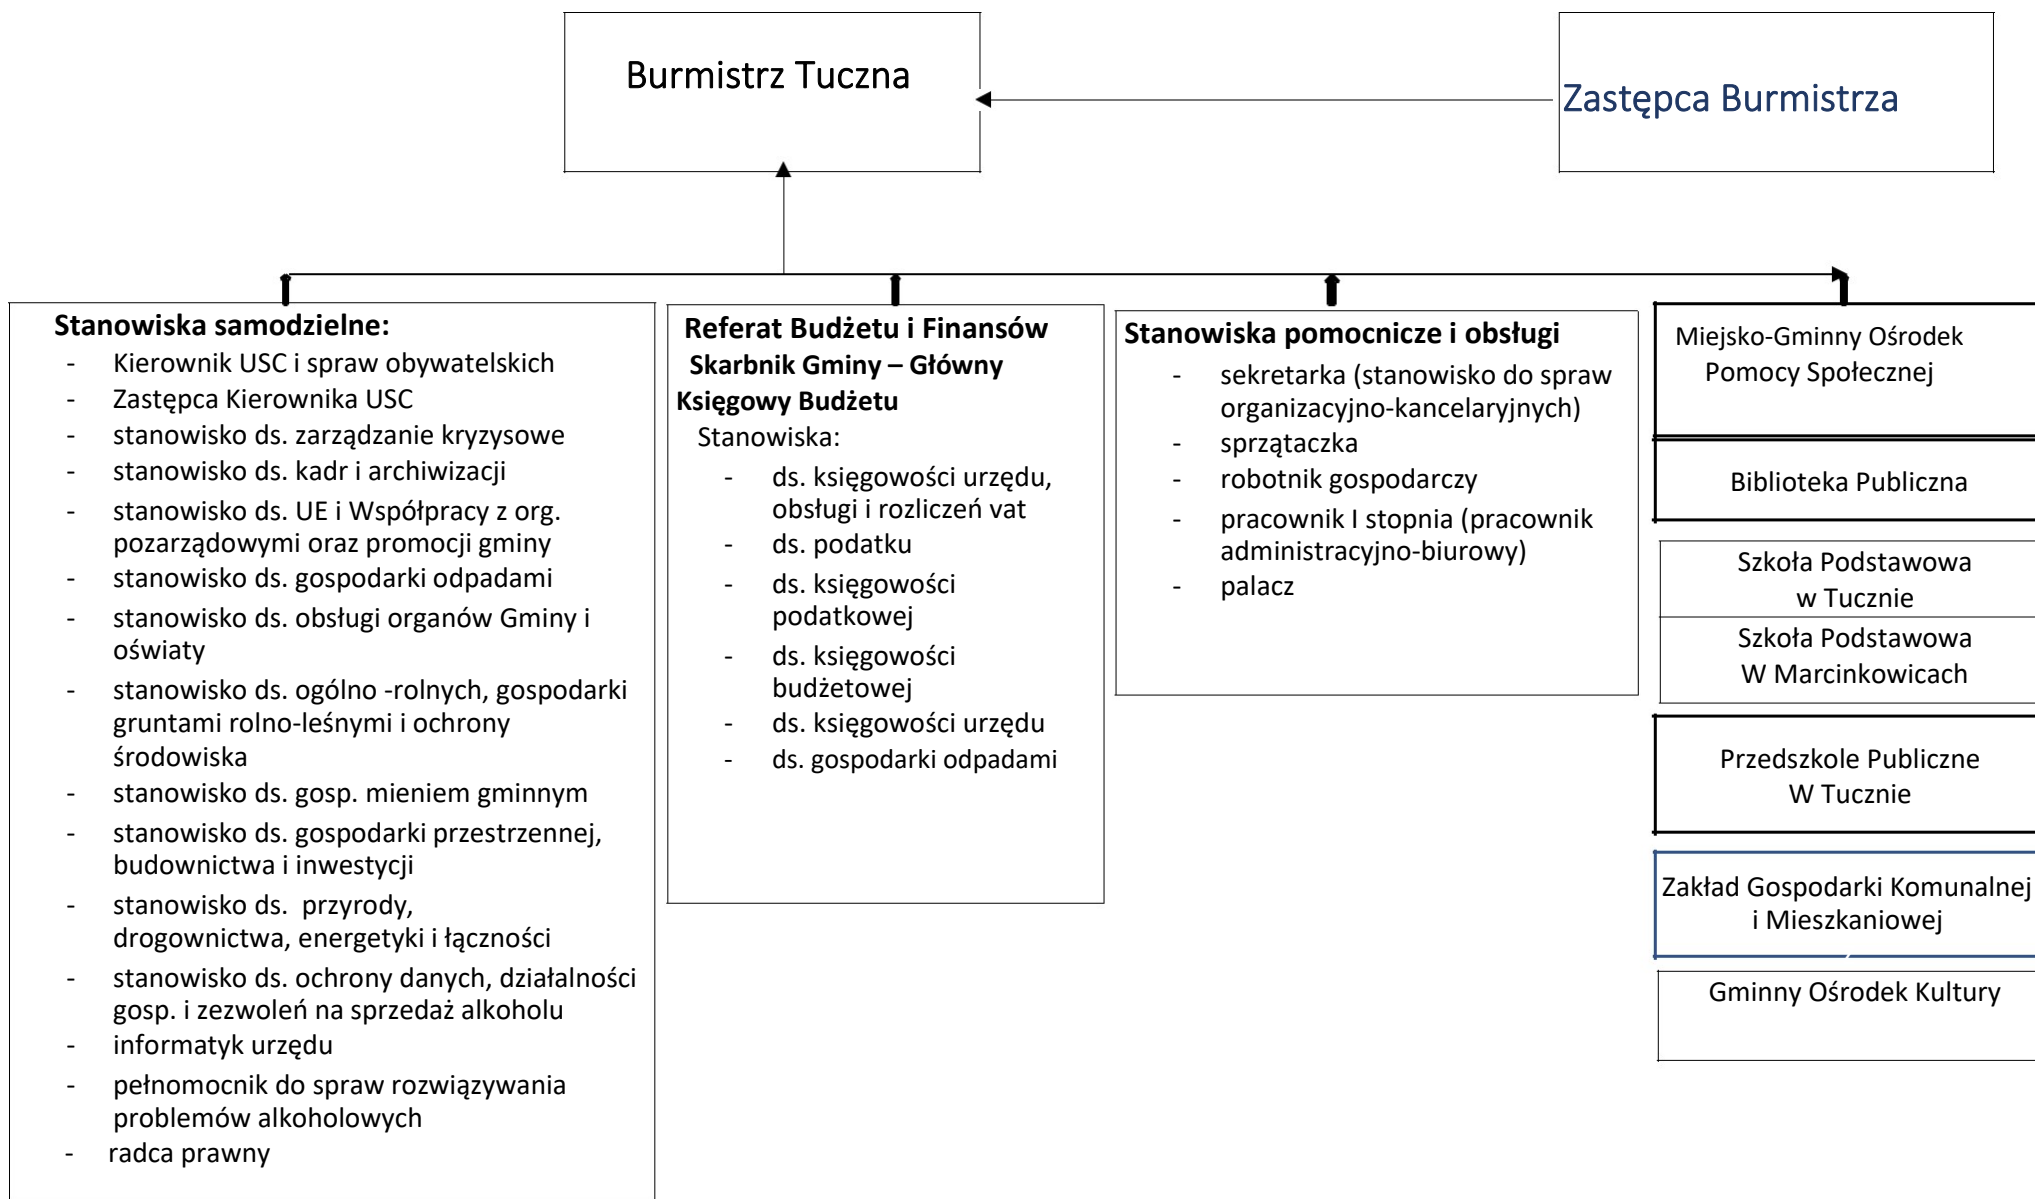 Burmistrz Tuczna
Zastępca Burmistrza
Stanowiska samodzielne:
- Kierownik USC i spraw obywatelskich
- Zastępca Kierownika USC
- stanowisko ds. zarządzanie kryzysowe
- stanowisko ds. kadr i archiwizacji
- stanowisko ds. UE i Współpracy z org.
pozarządowymi oraz promocji gminy
- stanowisko ds. gospodarki odpadami
- stanowisko ds. obsługi organów Gminy i
oświaty
- stanowisko ds. ogólno -rolnych, gospodarki
gruntami rolno-leśnymi i ochrony
środowiska
- stanowisko ds. gosp. mieniem gminnym
- stanowisko ds. gospodarki przestrzennej,
budownictwa i inwestycji
- stanowisko ds. przyrody,
drogownictwa, energetyki i łączności
- stanowisko ds. ochrony danych, działalności
gosp. i zezwoleń na sprzedaż alkoholu
- informatyk urzędu
- pełnomocnik do spraw rozwiązywania
problemów alkoholowych
- radca prawny
Referat Budżetu i Finansów
Skarbnik Gminy – Główny
Księgowy Budżetu
Stanowiska:
- ds. księgowości urzędu,
obsługi i rozliczeń vat
- ds. podatku
- ds. księgowości
podatkowej
- ds. księgowości
budżetowej
- ds. księgowości urzędu
- ds. gospodarki odpadami
Stanowiska pomocnicze i obsługi
- sekretarka (stanowisko do spraw
organizacyjno-kancelaryjnych)
- sprzątaczka
- robotnik gospodarczy
- pracownik I stopnia (pracownik
administracyjno-biurowy)
- palacz
Miejsko-Gminny Ośrodek
Pomocy Społecznej
Biblioteka Publiczna
Szkoła Podstawowa
w Tucznie
Szkoła Podstawowa
W Marcinkowicach
Przedszkole Publiczne
W Tucznie
Zakład Gospodarki Komunalnej
i Mieszkaniowej
Gminny Ośrodek Kultury